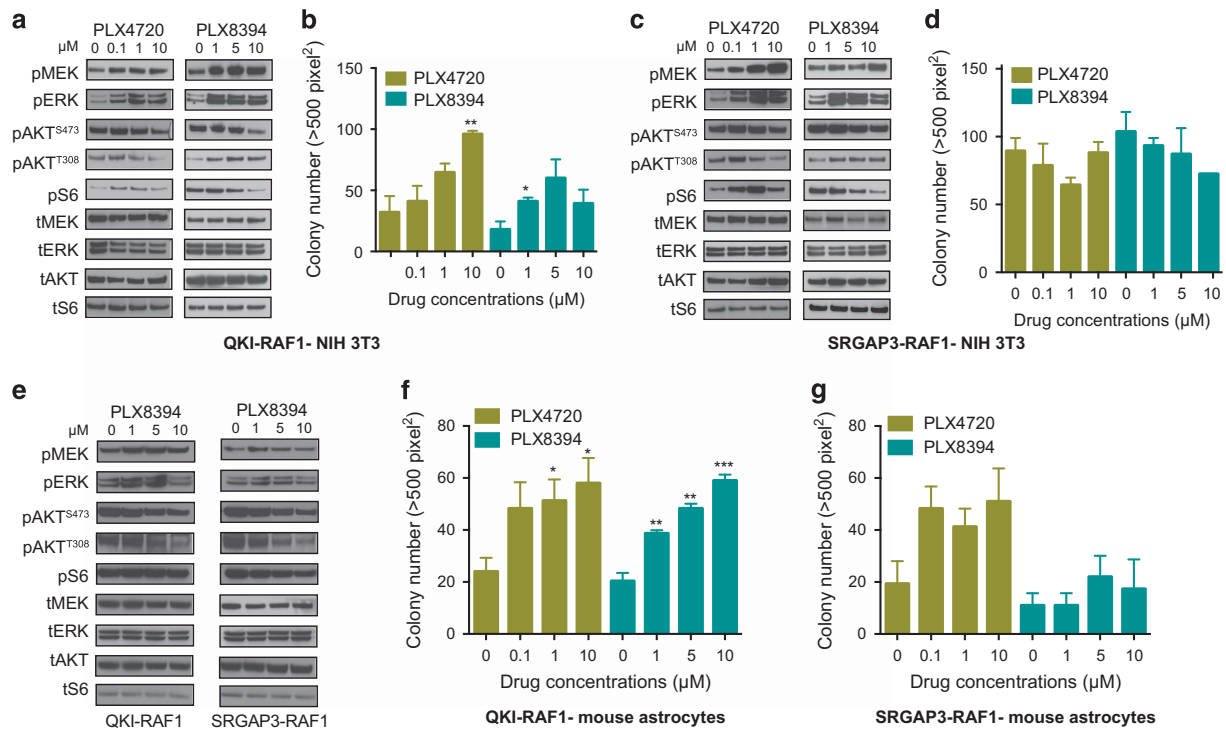 a
PLX4720 PLX8394
µM 0 0.1 1 10 0 1 5 10
pMEK
pERK
pAKTS473
pAKTT308
pS6
tMEK
tERK
tAKT
tS6
b
150
100
50
0
Colony number (>500 pixel²)
PLX4720
PLX8394
**
*
0.1 1 10 0 1 5 10
Drug concentrations (µM)
QKI-RAF1- NIH 3T3
c
PLX4720 PLX8394
µM 0 0.1 1 10 0 1 5 10
pMEK
pERK
pAKTS473
pAKTT308
pS6
tMEK
tERK
tAKT
tS6
d
150
100
50
0
Colony number (>500 pixel²)
PLX4720
PLX8394
0 0.1 1 10 0 1 5 10
Drug concentrations (µM)
SRGAP3-RAF1- NIH 3T3
e
PLX8394 PLX8394
µM 0 1 5 10 0 1 5 10
pMEK
pERK
pAKTS473
pAKTT308
pS6
tMEK
tERK
tAKT
tS6
QKI-RAF1 SRGAP3-RAF1
f
80
60
40
20
0
Colony number (>500 pixel²)
PLX4720
PLX8394
* * ** ** ***
0 0.1 1 10 0 1 5 10
Drug concentrations (µM)
QKI-RAF1- mouse astrocytes
g
80
60
40
20
0
Colony number (>500 pixel²)
PLX4720
PLX8394
0 0.1 1 10 0 1 5 10
Drug concentrations (µM)
SRGAP3-RAF1- mouse astrocytes